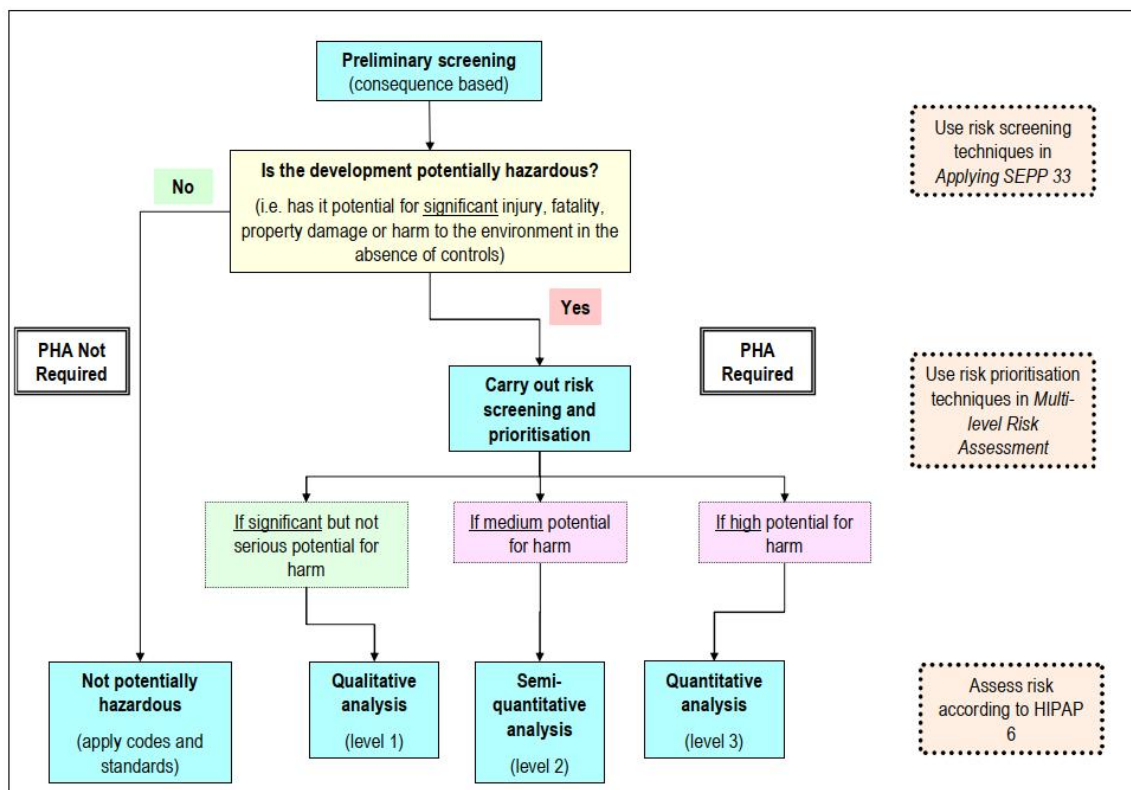 Preliminary screening
(consequence based)
Use risk screening
techniques in
Applying SEPP 33
Is the development potentially hazardous?
(i.e. has it potential for significant injury, fatality,
property damage or harm to the environment in the
absence of controls)
No
Yes
PHA Not
Required
PHA
Required
Carry out risk
screening and
prioritisation
Use risk prioritisation
techniques in Multi-
level Risk
Assessment
If significant but not
serious potential for
harm
If medium potential
for harm
If high potential for
harm
Not potentially
hazardous
(apply codes and
standards)
Qualitative
analysis
(level 1)
Semi-
quantitative
analysis
(level 2)
Quantitative
analysis
(level 3)
Assess risk
according to HIPAP
6